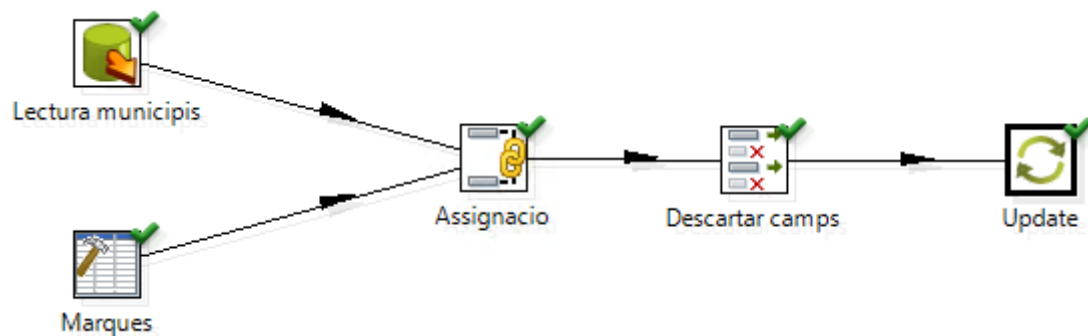 Lectura municipis
Assignacio
Descartar camps
Update
Marques